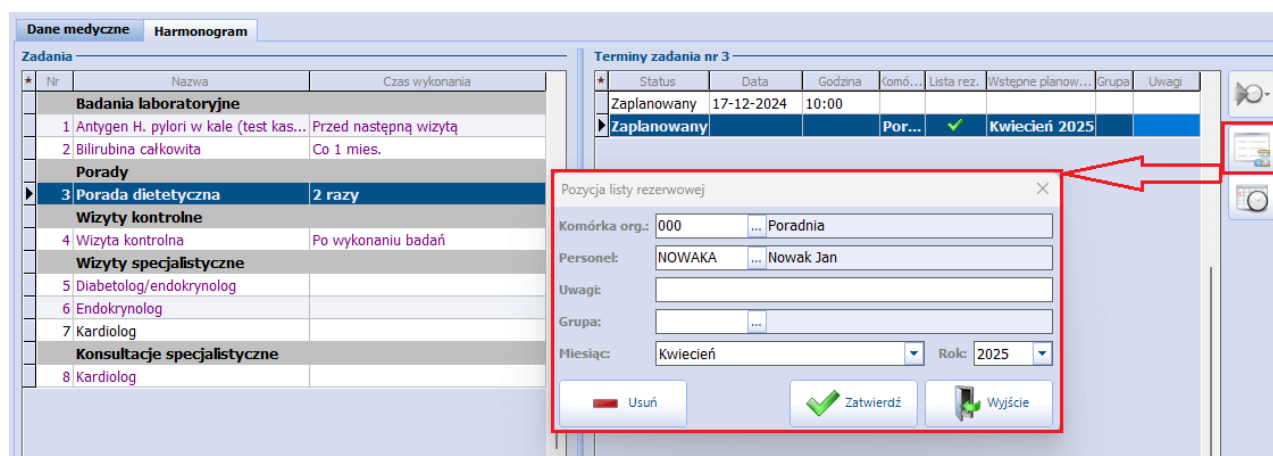 Dane medyczne Harmonogram
Zadania
* Nr Nazwa Czas wykonania
Badania laboratoryjne
1 Antygen H. pylori w kale (test kas... Przed następną wizytą
2 Bilirubina całkowita Co 1 mies.
Porady
3 Porada dietetyczna 2 razy
Wizyty kontrolne
4 Wizyta kontrolna Po wykonaniu badań
Wizyty specjalistyczne
5 Diabetolog/endokrynolog
6 Endokrynolog
7 Kardiolog
Konsultacje specjalistyczne
8 Kardiolog
Terminy zadania nr 3
* Status Data Godzina Komó... Lista rez. Wstępne planow... Grupa Uwagi
Zaplanowany 17-12-2024 10:00
Zaplanowany Por... Kwiecień 2025
Pozycja listy rezerwowej
Komórka org.: 000 ... Poradnia
Personel: NOWAKA ... Nowak Jan
Uwagi:
Grupa: ...
Miesiąc: Kwiecień Rok: 2025
Usuń Zatwierdź Wyjście